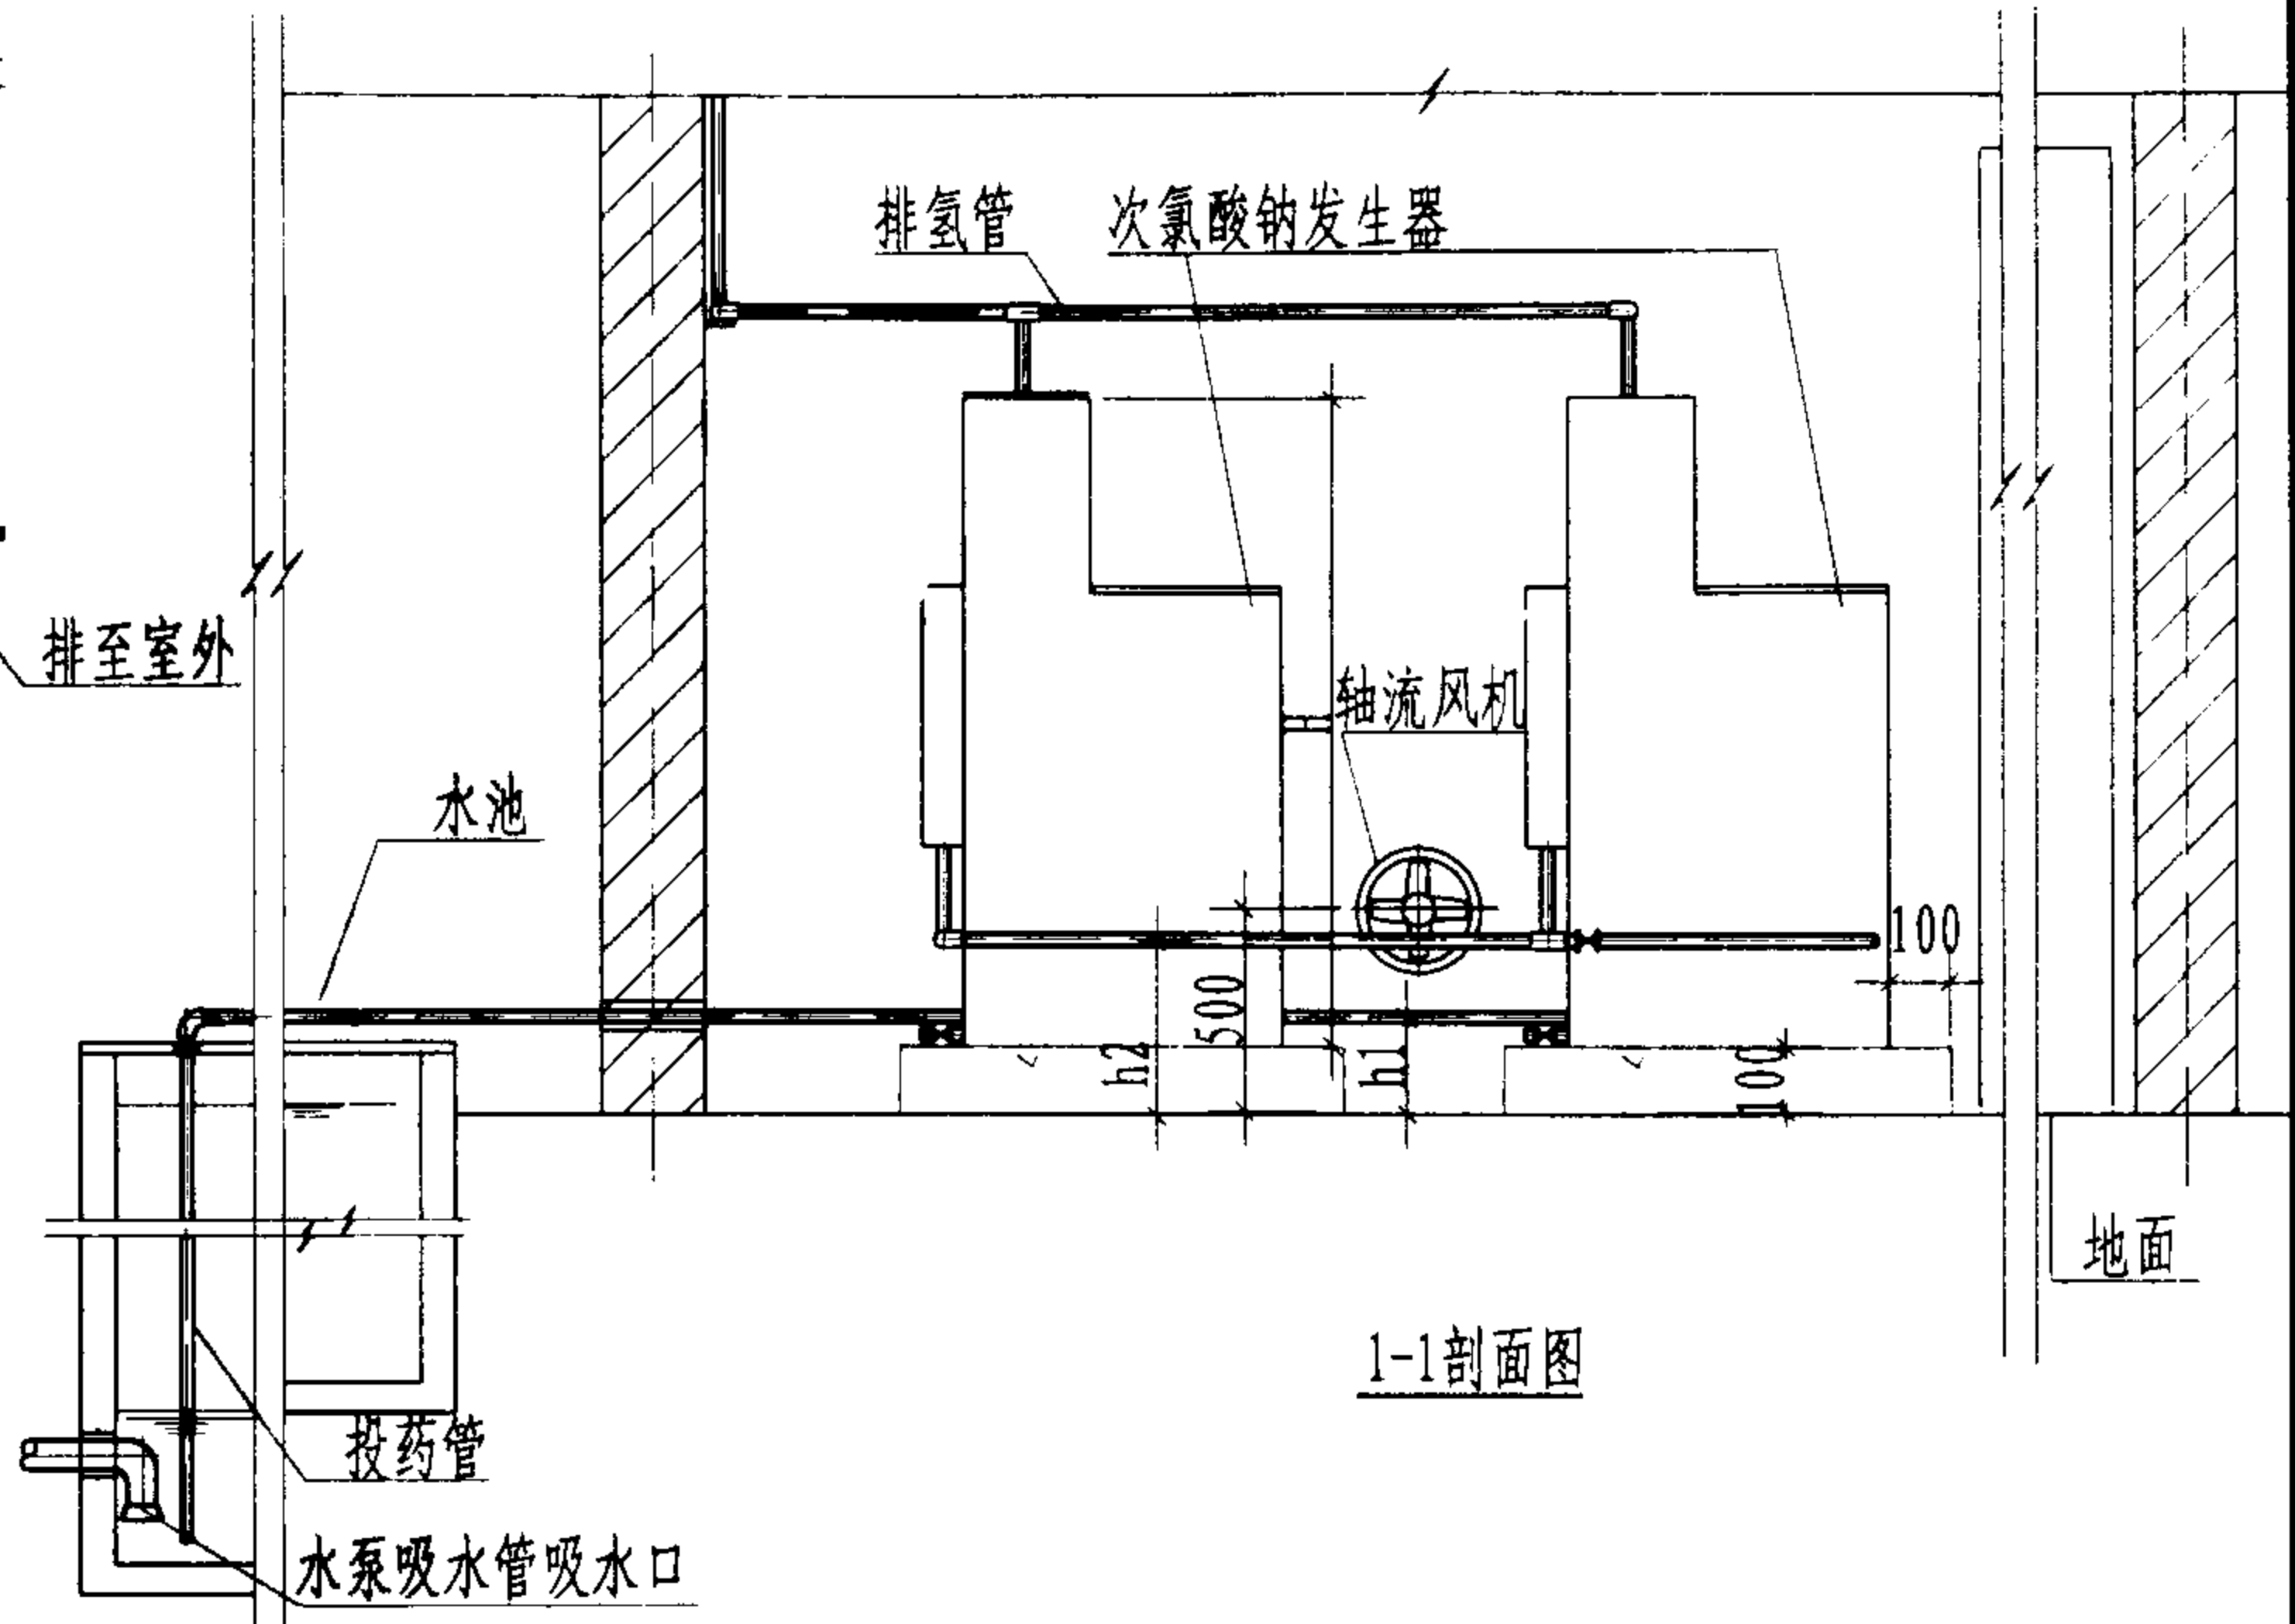 排氢管
次氯酸钠发生器
排至室外
轴流风机
水池
100
500
h2
h1
100
地面
1-1剖面图
投药管
水泵吸水管吸水口